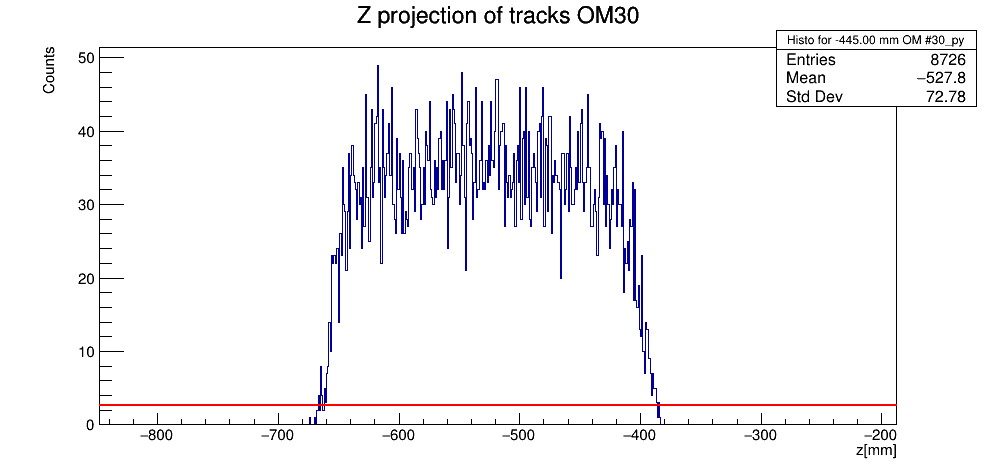 Z projection of tracks OM30
Histo for -445.00 mm OM #30_py
Entries 8726
Mean −527.8
Std Dev 72.78
Counts
50
40
30
20
10
0
−800 −700 −600 −500 −400 −300 −200
z[mm]